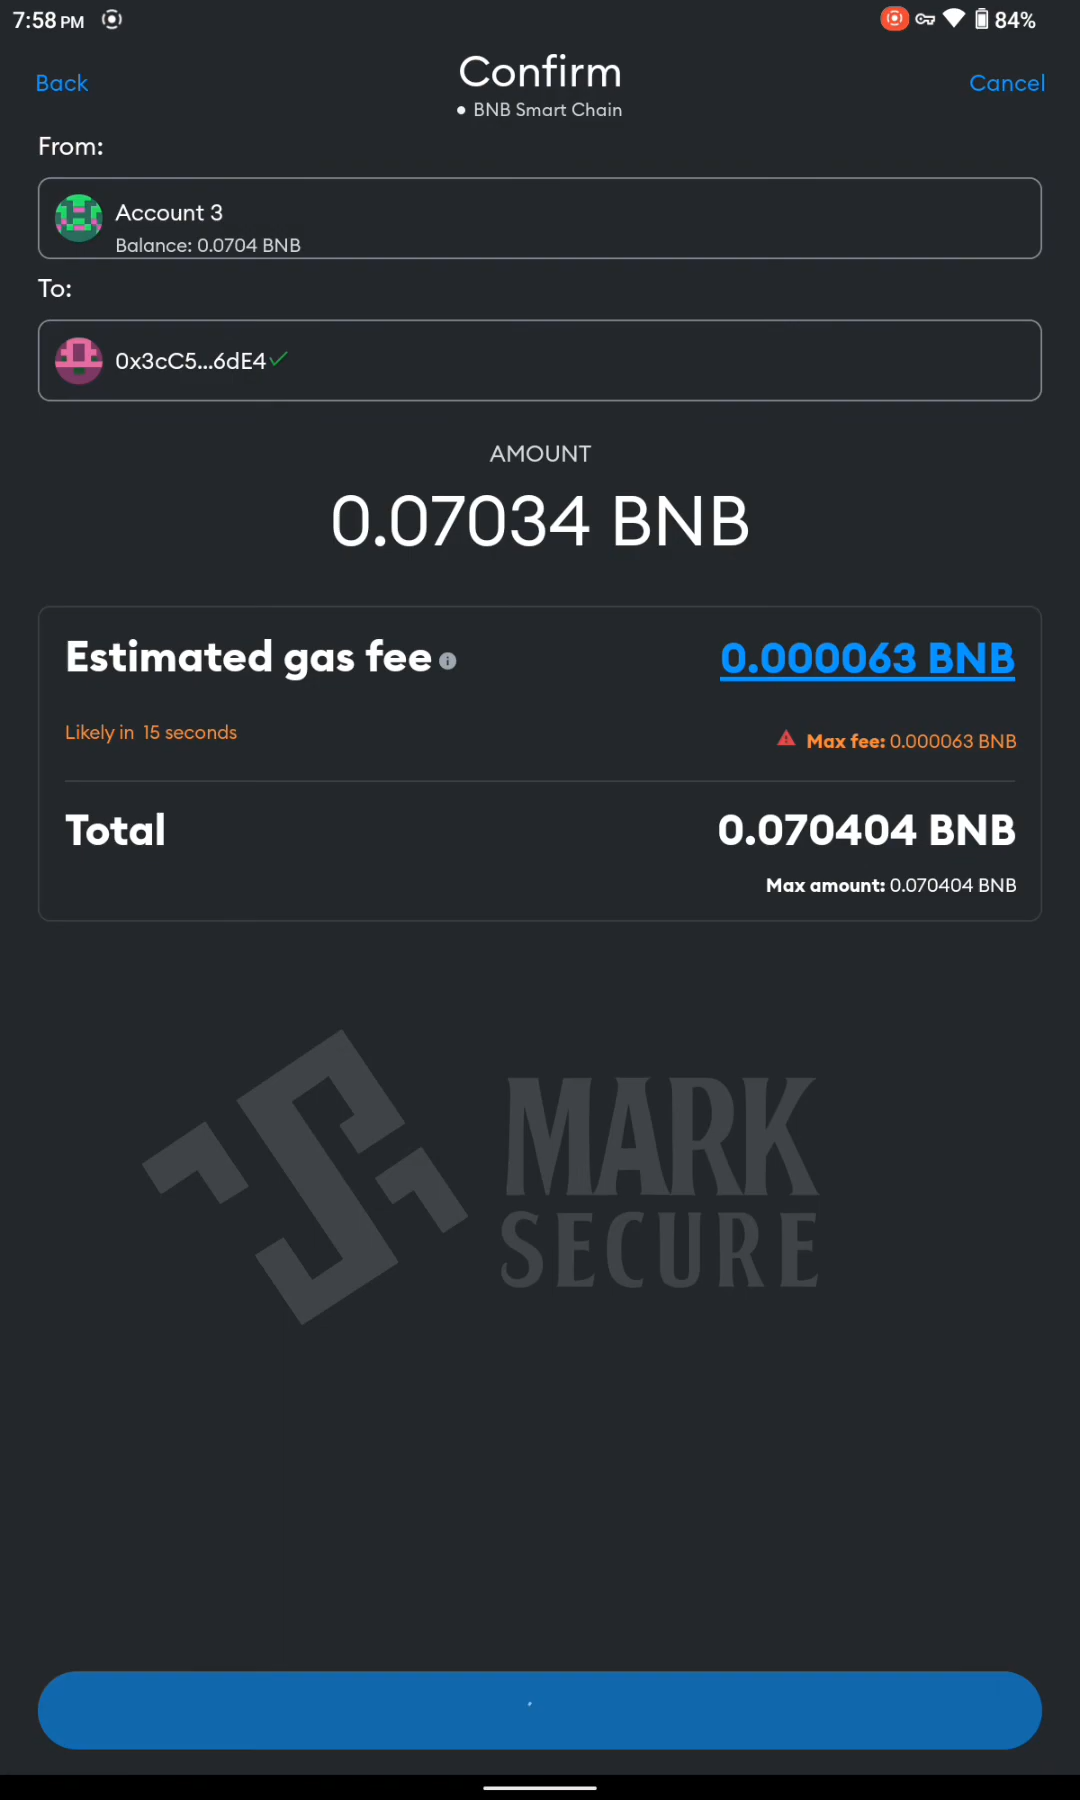 7:58 PM
84%
Back
Confirm
Cancel
BNB Smart Chain
From:
Account 3
Balance: 0.0704 BNB
To:
0x3cC5...6dE4
AMOUNT
0.07034 BNB
Estimated gas fee
0.000063 BNB
Likely in 15 seconds
Max fee: 0.000063 BNB
Total
0.070404 BNB
Max amount: 0.070404 BNB
MARK
SECURE